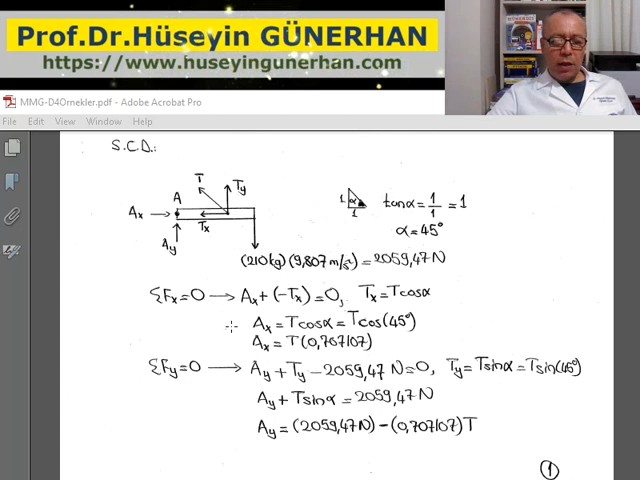 Prof.Dr.Hüseyin GÜNERHAN
https://www.huseyingunerhan.com
MMG-D4Ornekler.pdf - Adobe Acrobat Pro
File Edit View Window Help
S.C.D.:
T
Ty
A
Ax
Tx
Ay
1
α
1
tanα = 1/1 = 1
α = 45°
(210kg)(9,807 m/s²) = 2059,47 N
ΣFx=0 → Ax + (-Tx) = 0, Tx = Tcosα
Ax = Tcosα = Tcos(45°)
Ax = T(0,707107)
ΣFy=0 → Ay + Ty - 2059,47 N = 0, Ty = Tsinα = Tsin(45°)
Ay + Tsinα = 2059,47 N
Ay = (2059,47 N) - (0,707107)T
1